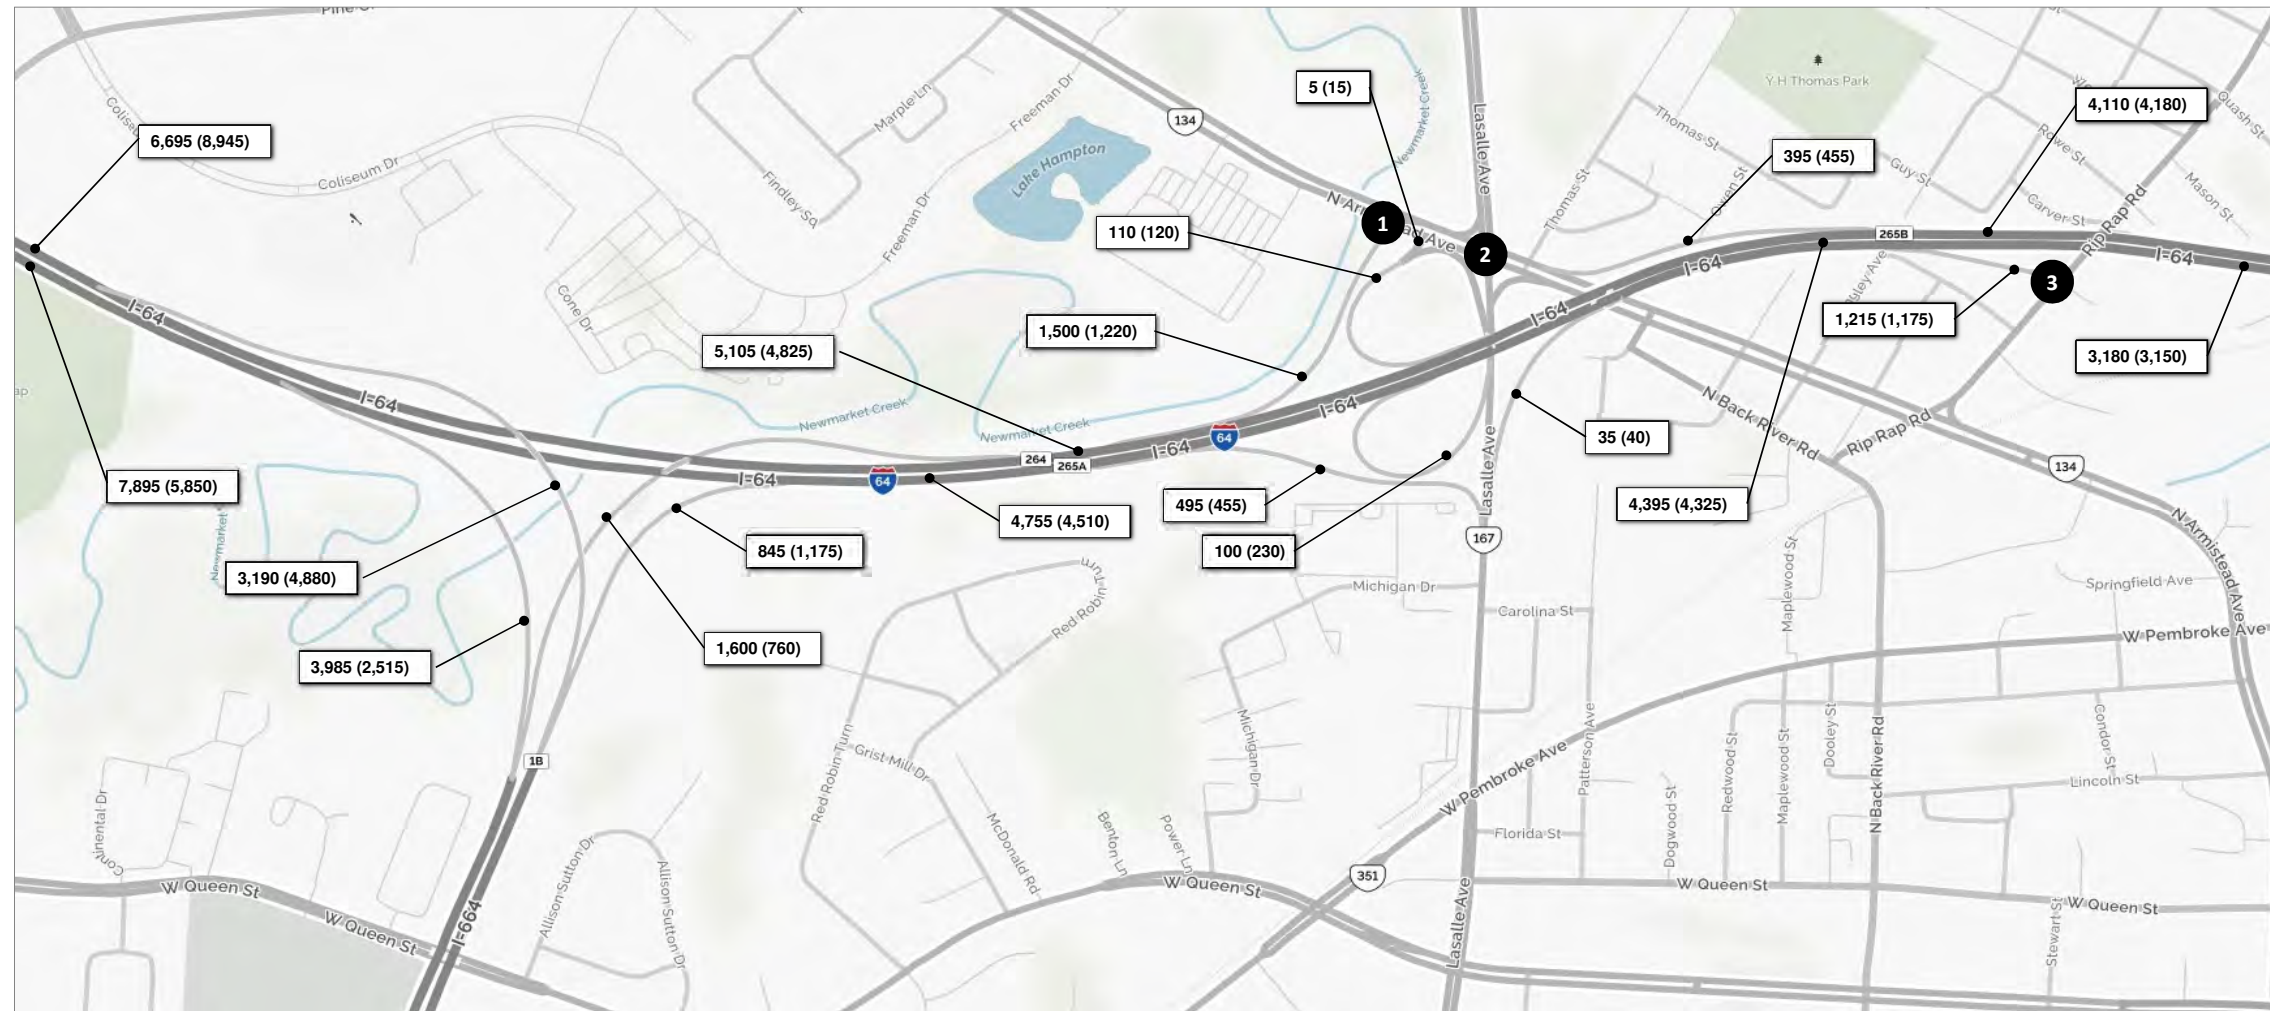 Coliseum Dr
Marple Ln
Freeman Dr
134
5 (15)
Newmarket Creek
Lasalle Ave
Y H Thomas Park
4,110 (4,180)
Quash St
6,695 (8,945)
Coliseum Dr
Findley Sq
Lake Hampton
Thomas St
395 (455)
Rowe St
Guy St
Mason St
Owen St
Thomas St
Carver St
Rip Rap Rd
1
2
110 (120)
Freeman Dr
265B
I-64
I-64
I-64
3
I-64
I-64
Cone Dr
1,500 (1,220)
1,215 (1,175)
5,105 (4,825)
3,180 (3,150)
I-64
I-64
Newmarket Creek
Newmarket Creek
N Back River Rd
Rip Rap Rd
64
264
265A
I-64
35 (40)
Lasalle Ave
7,895 (5,850)
I-64
64
134
495 (455)
4,395 (4,325)
4,755 (4,510)
100 (230)
167
N Armistead Ave
845 (1,175)
3,190 (4,880)
Newmarket
Michigan Dr
Red Robin Turn
Maplewood St
Springfield Ave
Carolina St
3,985 (2,515)
1,600 (760)
W Pembroke Ave
Red Robin Turn
Grist Mill Dr
Michigan Dr
Patterson Ave
Redwood St
Maplewood St
Dooley St
N Back River Rd
Condor St
1B
W Pembroke Ave
Lincoln St
Continental Dr
Dogwood St
Florida St
McDonald Rd
Benton Ln
Power Ln
Allison Sutton Dr
Allison Sutton Dr
351
W Queen St
W Queen St
W Queen St
W Queen St
W Queen St
I-664
Lasalle Ave
Stewart St